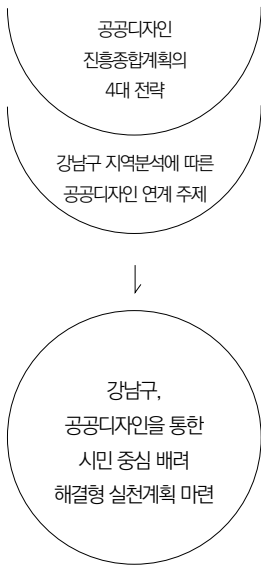 공공디자인
진흥종합계획의
4대 전략
강남구 지역분석에 따른
공공디자인 연계 주제
강남구,
공공디자인을 통한
시민 중심 배려
해결형 실천계획 마련